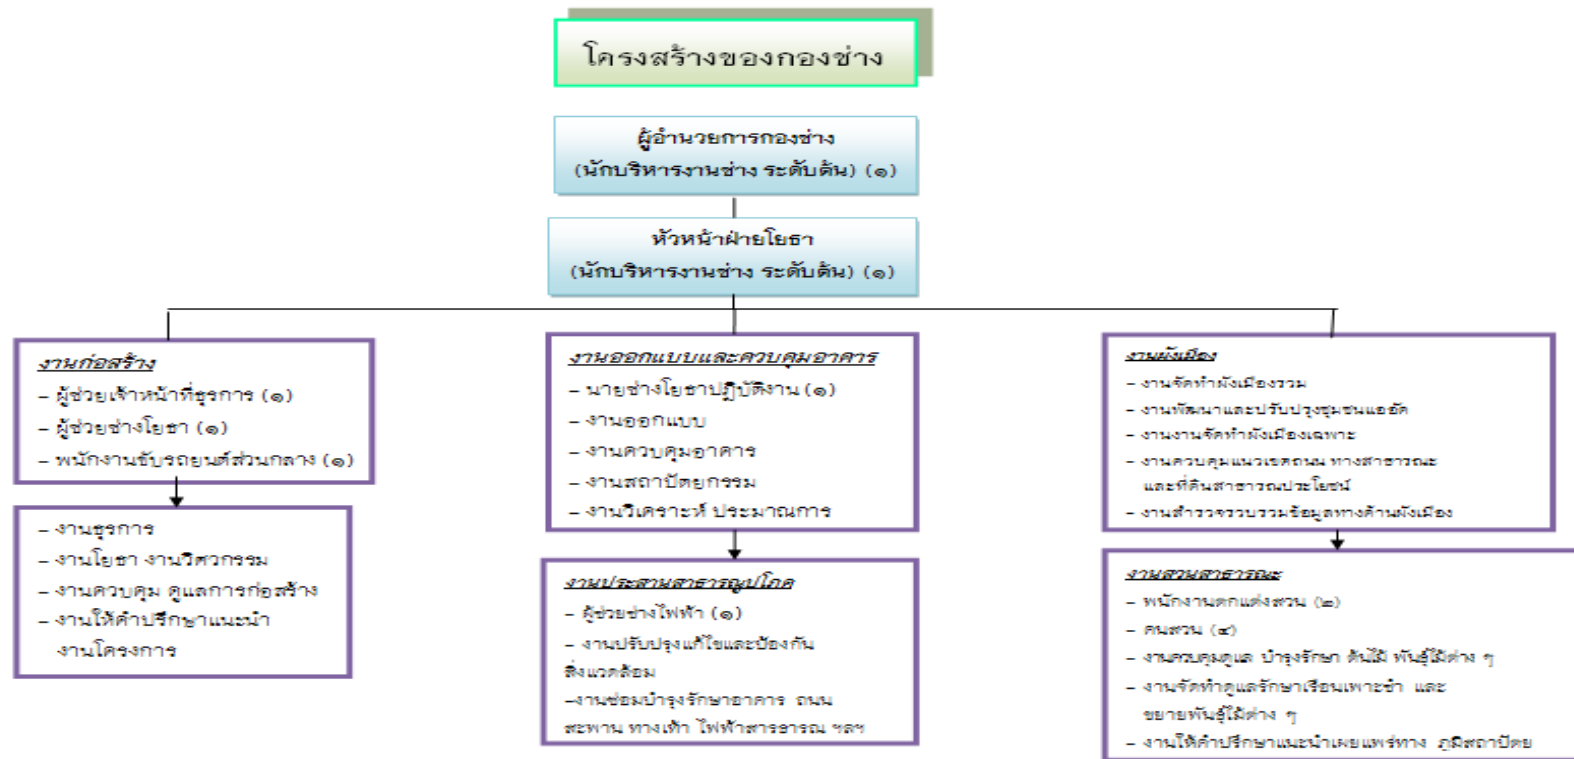 โครงสร้างของกองช่าง
ผู้อำนวยการกองช่าง
(นักบริหารงานช่าง ระดับต้น) (๑)
หัวหน้าฝ่ายโยธา
(นักบริหารงานช่าง ระดับต้น) (๑)
งานก่อสร้าง
- ผู้ช่วยเจ้าหน้าที่ธุรการ (๑)
- ผู้ช่วยช่างโยธา (๑)
- พนักงานขับรถยนต์ส่วนกลาง (๑)
- งานธุรการ
- งานโยธา งานวิศวกรรม
- งานควบคุม ดูแลการก่อสร้าง
- งานให้คำปรึกษาแนะนำ
งานโครงการ
งานออกแบบและควบคุมอาคาร
- นายช่างโยธาปฏิบัติงาน (๑)
- งานออกแบบ
- งานควบคุมอาคาร
- งานสถาปัตยกรรม
- งานวิเคราะห์ ประมาณการ
งานประสานสาธารณูปโภค
- ผู้ช่วยช่างไฟฟ้า (๑)
- งานปรับปรุงแก้ไขและป้องกัน
สิ่งแวดล้อม
-งานซ่อมบำรุงรักษาอาคาร ถนน
สะพาน ทางเท้า ไฟฟ้าสารธารณ ฯลฯ
งานผังเมือง
- งานจัดทำผังเมืองรวม
- งานพัฒนาและปรับปรุงชุมชนแออัด
- งานงานจัดทำผังเมืองเฉพาะ
- งานควบคุมแนวเขตถนน ทางสาธารณะ
และที่ดินสาธารณประโยชน์
- งานสำรวจรวบรวมข้อมูลทางด้านผังเมือง
งานสวนสาธารณะ
- พนักงานตกแต่งสวน (๒)
- คนสวน (๔)
- งานควบคุมดูแล บำรุงรักษา ต้นไม้ พันธุ์ไม้ต่าง ๆ
- งานจัดทำดูแลรักษาเรือนเพาะชำ และ
ขยายพันธุ์ไม้ต่าง ๆ
- งานให้คำปรึกษาแนะนำเผยแพร่ทาง ภูมิสถาปัตย